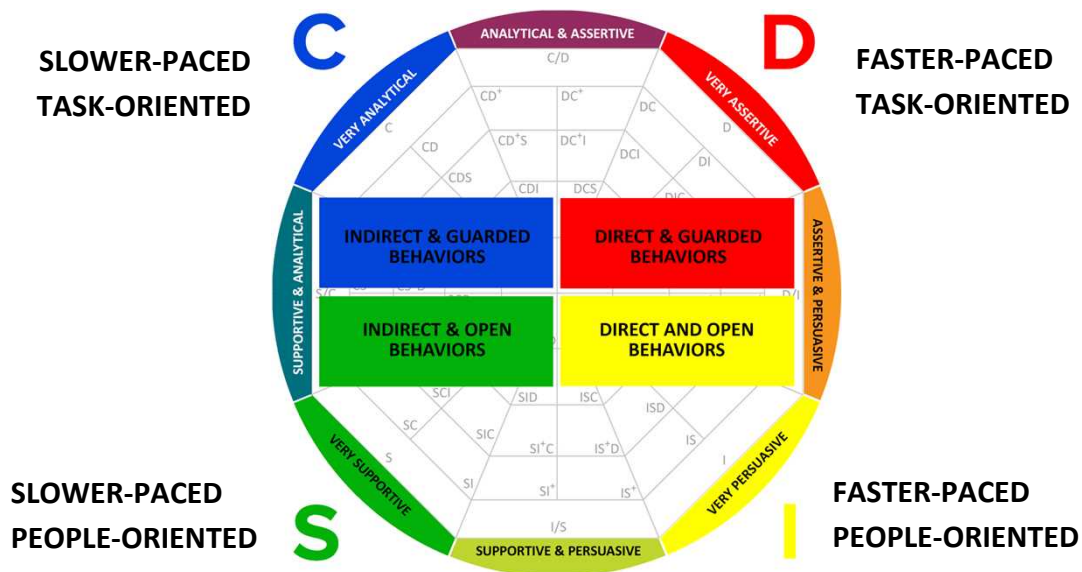 C
D
SLOWER-PACED
TASK-ORIENTED
FASTER-PACED
TASK-ORIENTED
ANALYTICAL & ASSERTIVE
VERY ANALYTICAL
VERY ASSERTIVE
C/D
CD⁺
DC⁺
DC
C
D
CD
CD⁺S
DC⁺I
DCI
DI
CDS
CDI
DCS
SUPPORTIVE & ANALYTICAL
INDIRECT & GUARDED
BEHAVIORS
DIRECT & GUARDED
BEHAVIORS
ASSERTIVE & PERSUASIVE
S/C
D/I
INDIRECT & OPEN
BEHAVIORS
DIRECT AND OPEN
BEHAVIORS
SCI
SID
ISC
ISD
SC
SIC
SI⁺C
IS⁺D
IS
S
I
SI
SI⁺
IS⁺
I/S
VERY SUPPORTIVE
VERY PERSUASIVE
SUPPORTIVE & PERSUASIVE
SLOWER-PACED
PEOPLE-ORIENTED
FASTER-PACED
PEOPLE-ORIENTED
S
I